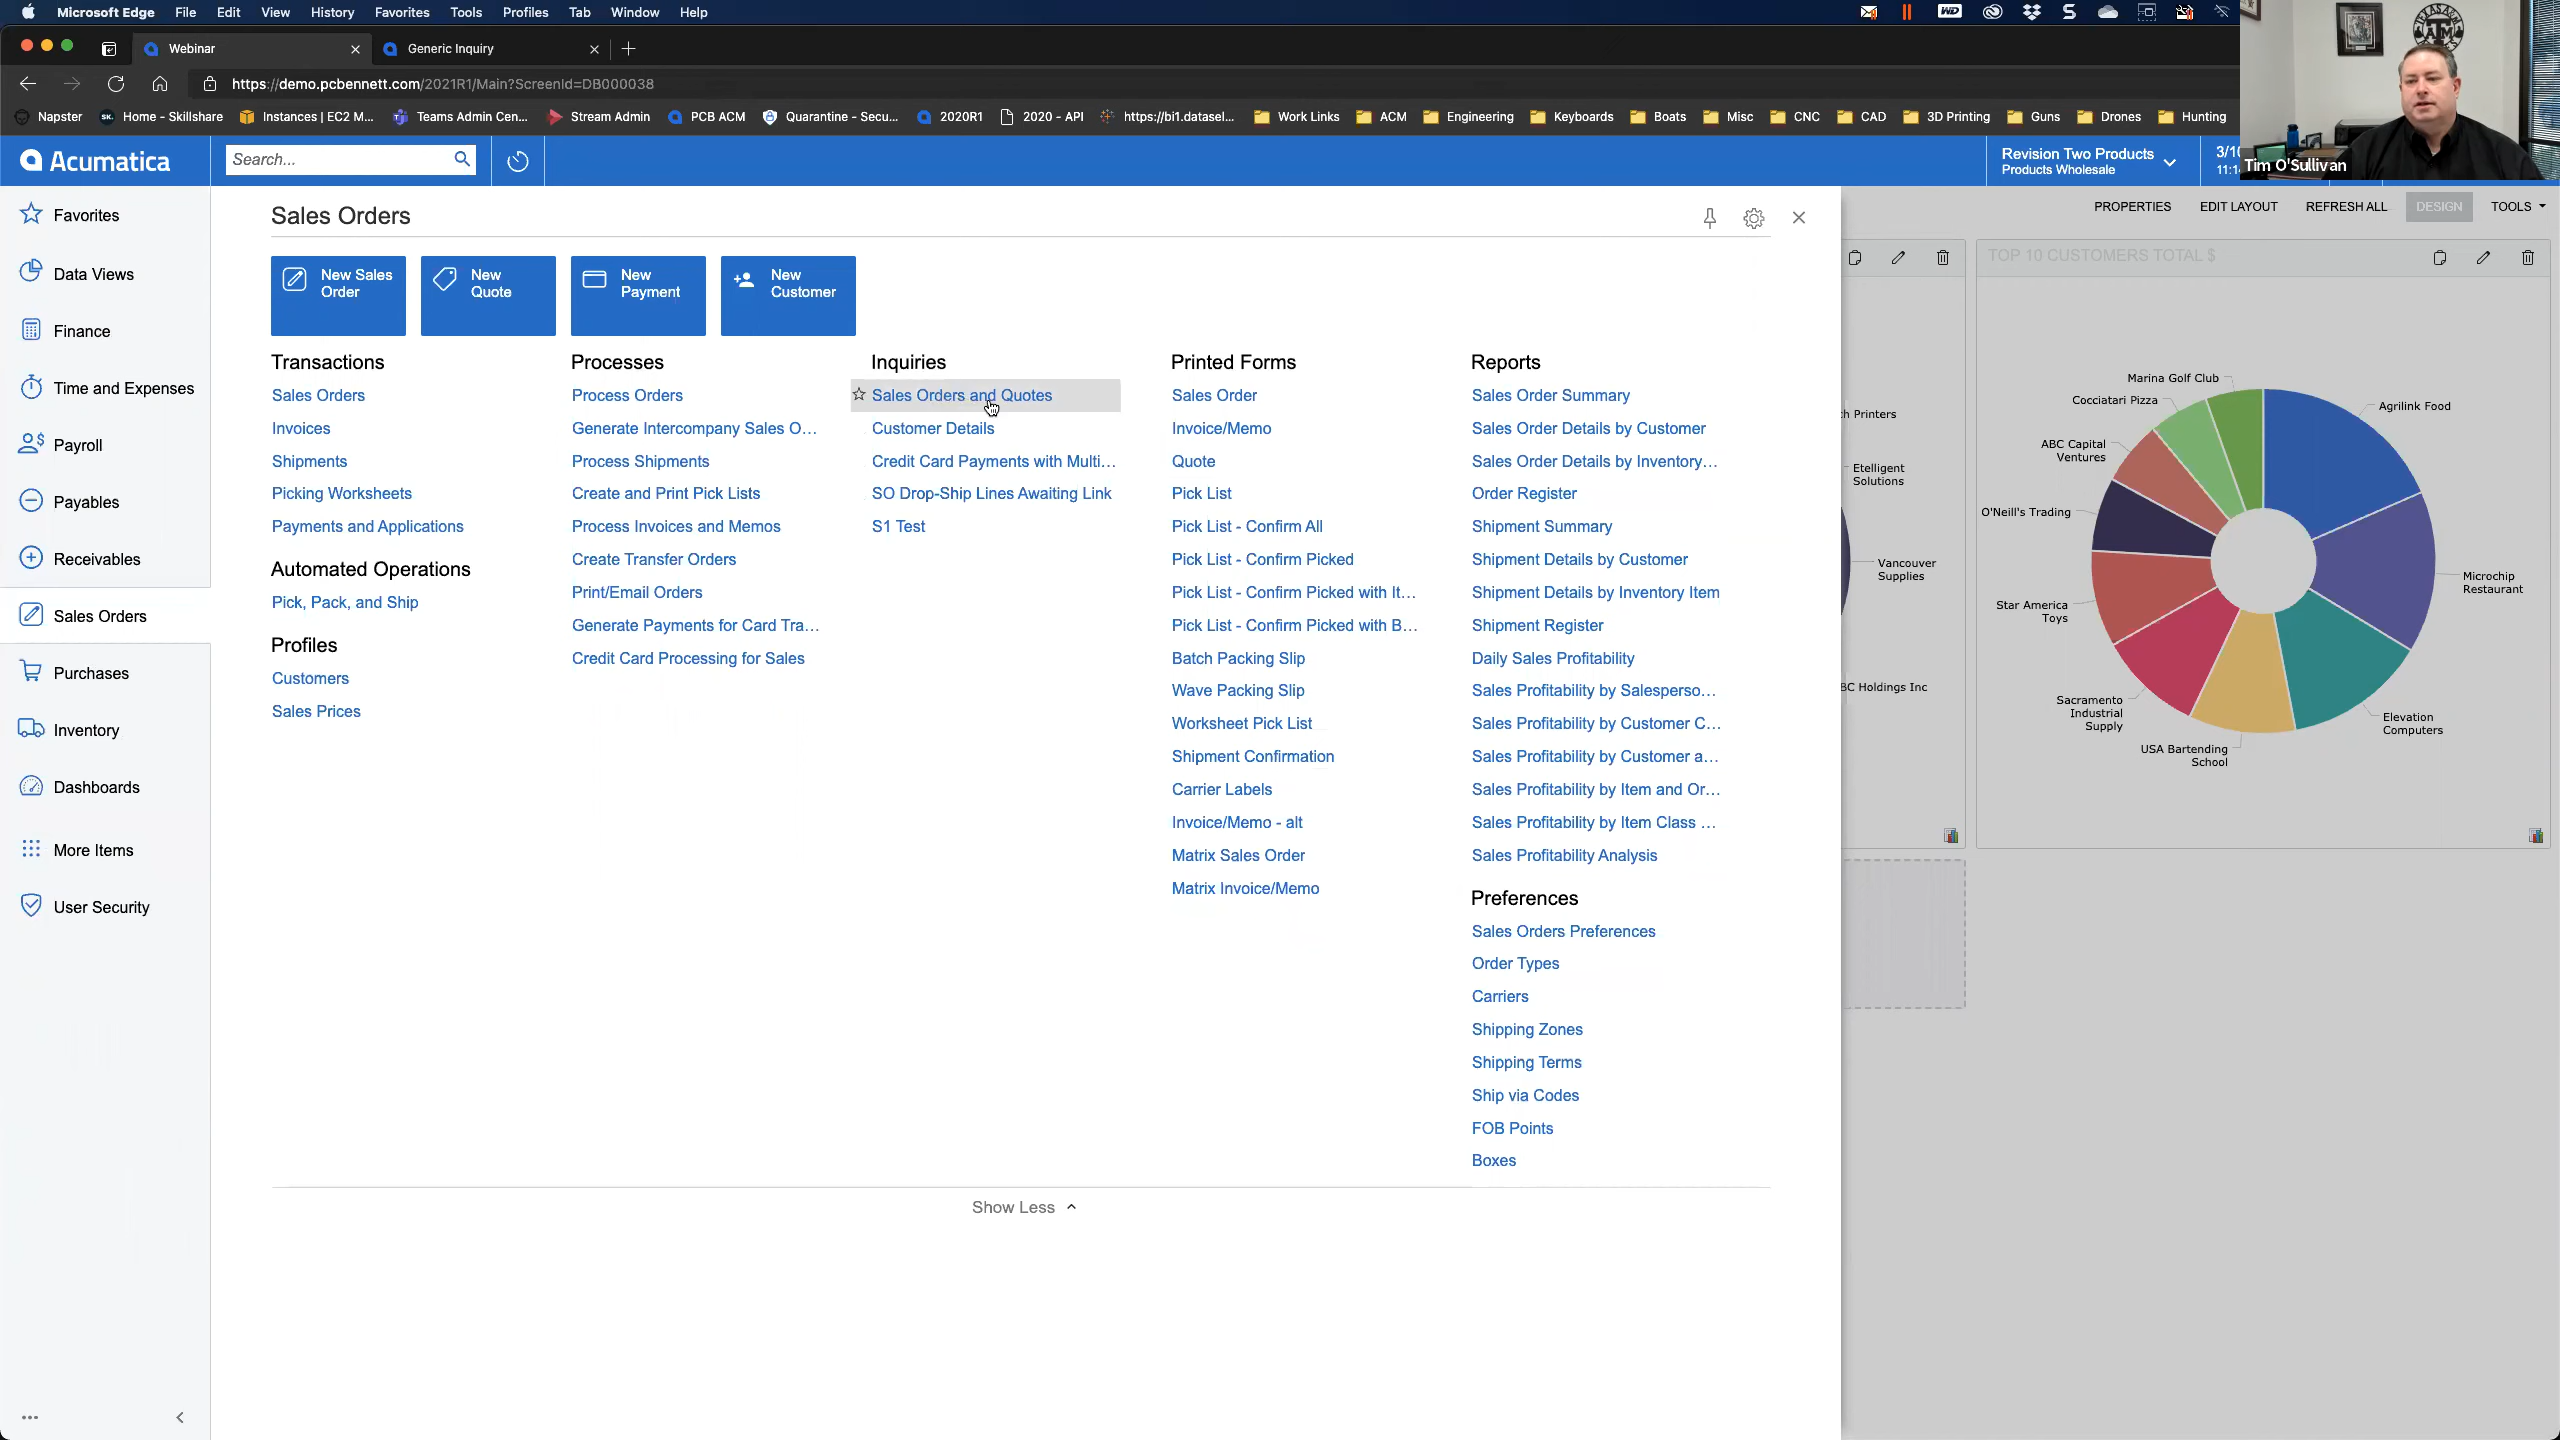 Microsoft Edge File Edit View History Favorites Tools Profiles Tab Window Help
Webinar
Generic Inquiry
https://demo.pcbennett.com/2021R1/Main?ScreenId=DB000038
Napster
Home - Skillshare
Instances | EC2 M...
Teams Admin Cen...
Stream Admin
PCB ACM
Quarantine - Secu...
2020R1
2020 - API
https://bi1.datasel...
Work Links
ACM
Engineering
Keyboards
Boats
Misc
CNC
CAD
3D Printing
Guns
Drones
Hunting
Tim O'Sullivan
Acumatica
Search...
Revision Two Products
Products Wholesale
Favorites
Data Views
Finance
Time and Expenses
Payroll
Payables
Receivables
Sales Orders
Purchases
Inventory
Dashboards
More Items
User Security
Sales Orders
New Sales
Order
New
Quote
New
Payment
New
Customer
Transactions
Sales Orders
Invoices
Shipments
Picking Worksheets
Payments and Applications
Automated Operations
Pick, Pack, and Ship
Profiles
Customers
Sales Prices
Processes
Process Orders
Generate Intercompany Sales O...
Process Shipments
Create and Print Pick Lists
Process Invoices and Memos
Create Transfer Orders
Print/Email Orders
Generate Payments for Card Tra...
Credit Card Processing for Sales
Inquiries
Sales Orders and Quotes
Customer Details
Credit Card Payments with Multi...
SO Drop-Ship Lines Awaiting Link
S1 Test
Printed Forms
Sales Order
Invoice/Memo
Quote
Pick List
Pick List - Confirm All
Pick List - Confirm Picked
Pick List - Confirm Picked with It...
Pick List - Confirm Picked with B...
Batch Packing Slip
Wave Packing Slip
Worksheet Pick List
Shipment Confirmation
Carrier Labels
Invoice/Memo - alt
Matrix Sales Order
Matrix Invoice/Memo
Reports
Sales Order Summary
Sales Order Details by Customer
Sales Order Details by Inventory...
Order Register
Shipment Summary
Shipment Details by Customer
Shipment Details by Inventory Item
Shipment Register
Daily Sales Profitability
Sales Profitability by Salesperso...
Sales Profitability by Customer C...
Sales Profitability by Customer a...
Sales Profitability by Item and Or...
Sales Profitability by Item Class ...
Sales Profitability Analysis
Preferences
Sales Orders Preferences
Order Types
Carriers
Shipping Zones
Shipping Terms
Ship via Codes
FOB Points
Boxes
Show Less
PROPERTIES EDIT LAYOUT REFRESH ALL DESIGN TOOLS
TOP 10 CUSTOMERS TOTAL $
Printers
Etelligent
Solutions
Vancouver
Supplies
Holdings Inc
Marina Golf Club
Cocciatari Pizza
ABC Capital
Ventures
O'Neill's Trading
Star America
Toys
Sacramento
Industrial
Supply
USA Bartending
School
Elevation
Computers
Microchip
Restaurant
Agrilink Food